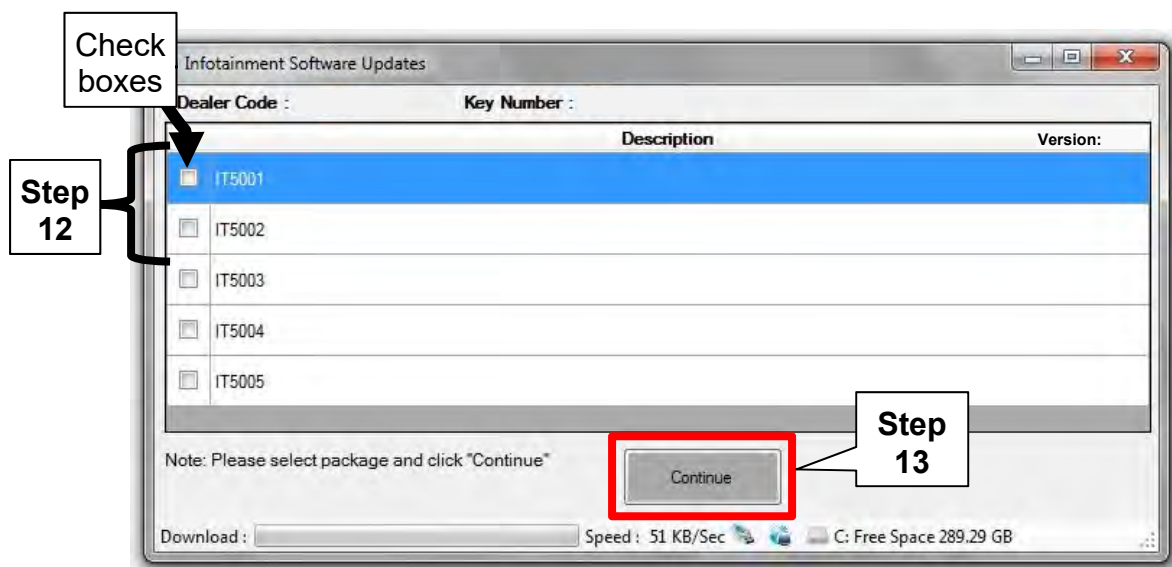 Check
boxes
Infotainment Software Updates
Dealer Code :
Key Number :
Description
Version:
Step
12
IT5001
IT5002
IT5003
IT5004
IT5005
Step
13
Note: Please select package and click "Continue"
Continue
Download :
Speed : 51 KB/Sec
C: Free Space 289.29 GB